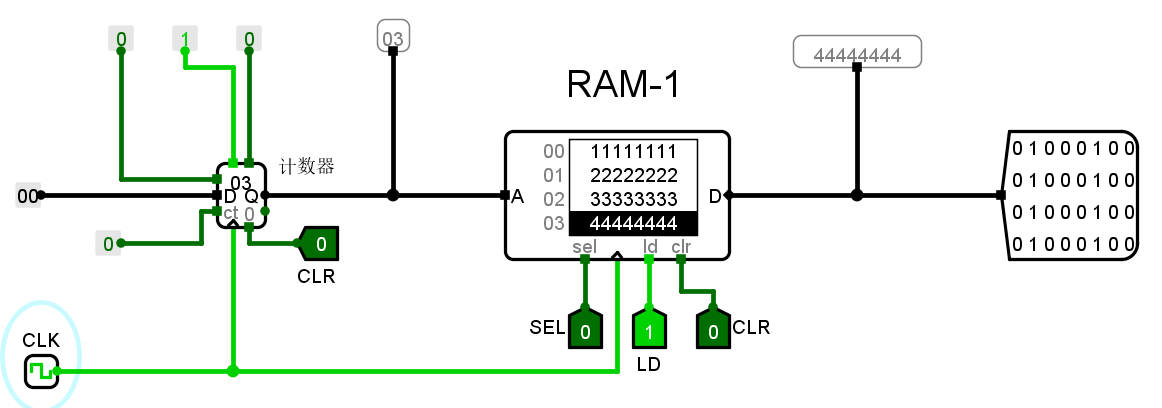 0 1 0
03
44444444
RAM-1
计数器
00 11111111
01 22222222
02 33333333
03 44444444
03
00
D Q
ct 0
A
D
sel ld clr
0
0
CLR
SEL
0
1
0
CLR
LD
CLK
0 1 0 0 0 1 0 0
0 1 0 0 0 1 0 0
0 1 0 0 0 1 0 0
0 1 0 0 0 1 0 0